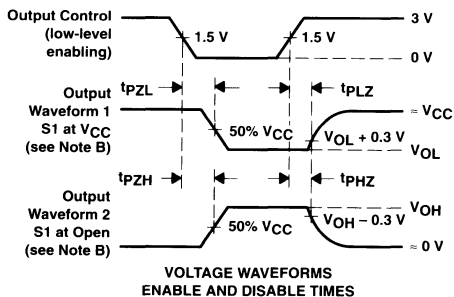 Output Control
(low-level
enabling)
1.5 V
1.5 V
3 V
0 V
tPZL
tPLZ
Output
Waveform 1
S1 at VCC
(see Note B)
50% VCC
VOL + 0.3 V
≈ VCC
VOL
tPZH
tPHZ
Output
Waveform 2
S1 at Open
(see Note B)
50% VCC
VOH − 0.3 V
VOH
≈ 0 V
VOLTAGE WAVEFORMS
ENABLE AND DISABLE TIMES